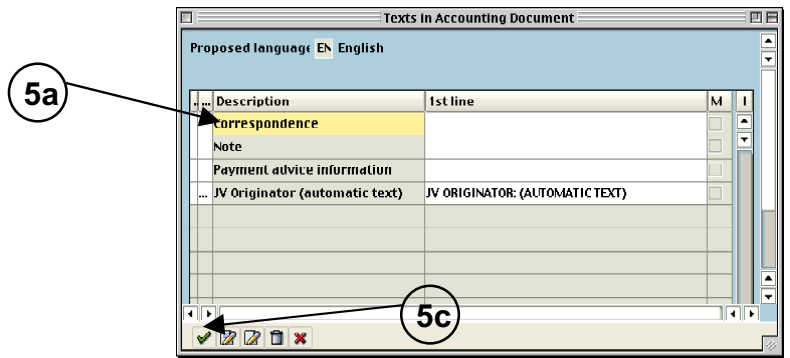 Texts in Accounting Document
Proposed language EN English
5a
. ... Description 1st line M I
correspondence
Note
Payment advice information
... JV Originator (automatic text) JV ORIGINATOR: (AUTOMATIC TEXT)
5c